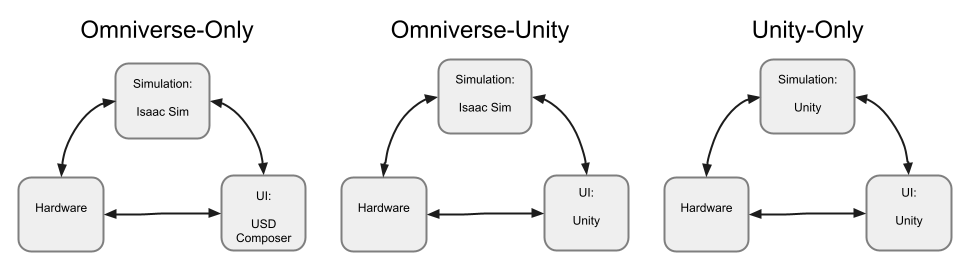 Omniverse-Only
Simulation:
Isaac Sim
Hardware
UI:
USD
Composer
Omniverse-Unity
Simulation:
Isaac Sim
Hardware
UI:
Unity
Unity-Only
Simulation:
Unity
Hardware
UI:
Unity